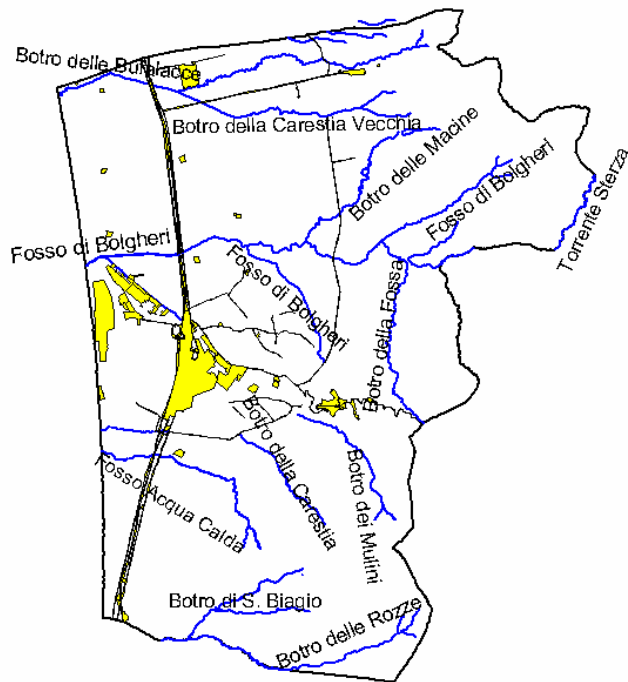 Botro delle Bufalacce
Botro della Carestia Vecchia
Botro delle Macine
Fosso di Bolgheri
Torrente Sterza
Fosso di Bolgheri
Fosso di Bolgheri
Botro della Fossa
Botro della Carestia
Botro dei Mulini
Fosso Acqua Calda
Botro di S. Biagio
Botro delle Rozze